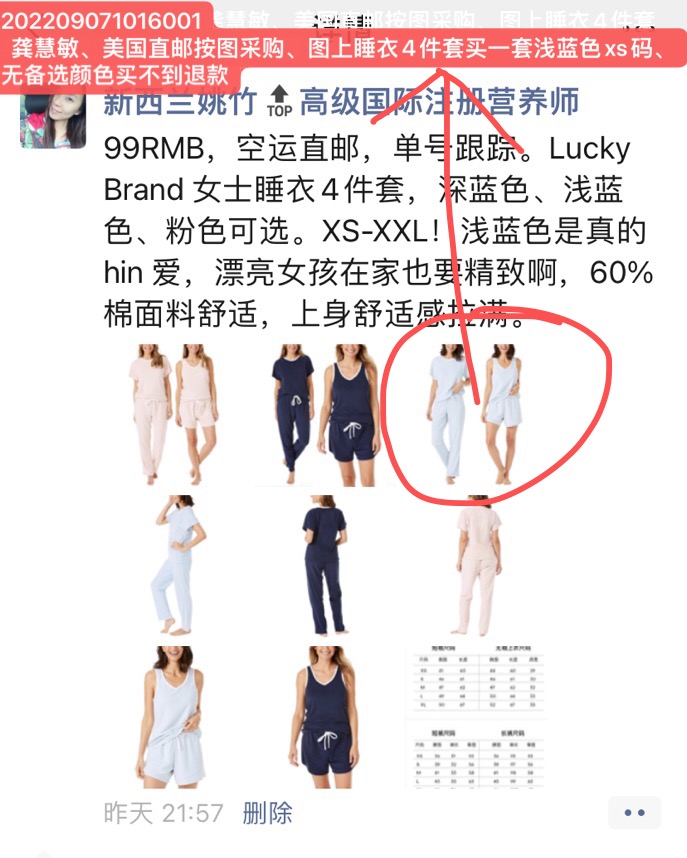 202209071016001
龚慧敏、美国直邮按图采购、图上睡衣4件套
龚慧敏、美国直邮按图采购、图上睡衣4件套买一套浅蓝色xs码、
无备选颜色买不到退款
新西兰姚竹 TOP 高级国际注册营养师
99RMB，空运直邮，单号跟踪。Lucky
Brand 女士睡衣4件套，深蓝色、浅蓝
色、粉色可选。XS-XXL！浅蓝色是真的
hin 爱，漂亮女孩在家也要精致啊，60%
棉面料舒适，上身舒适感拉满。
昨天 21:57 删除